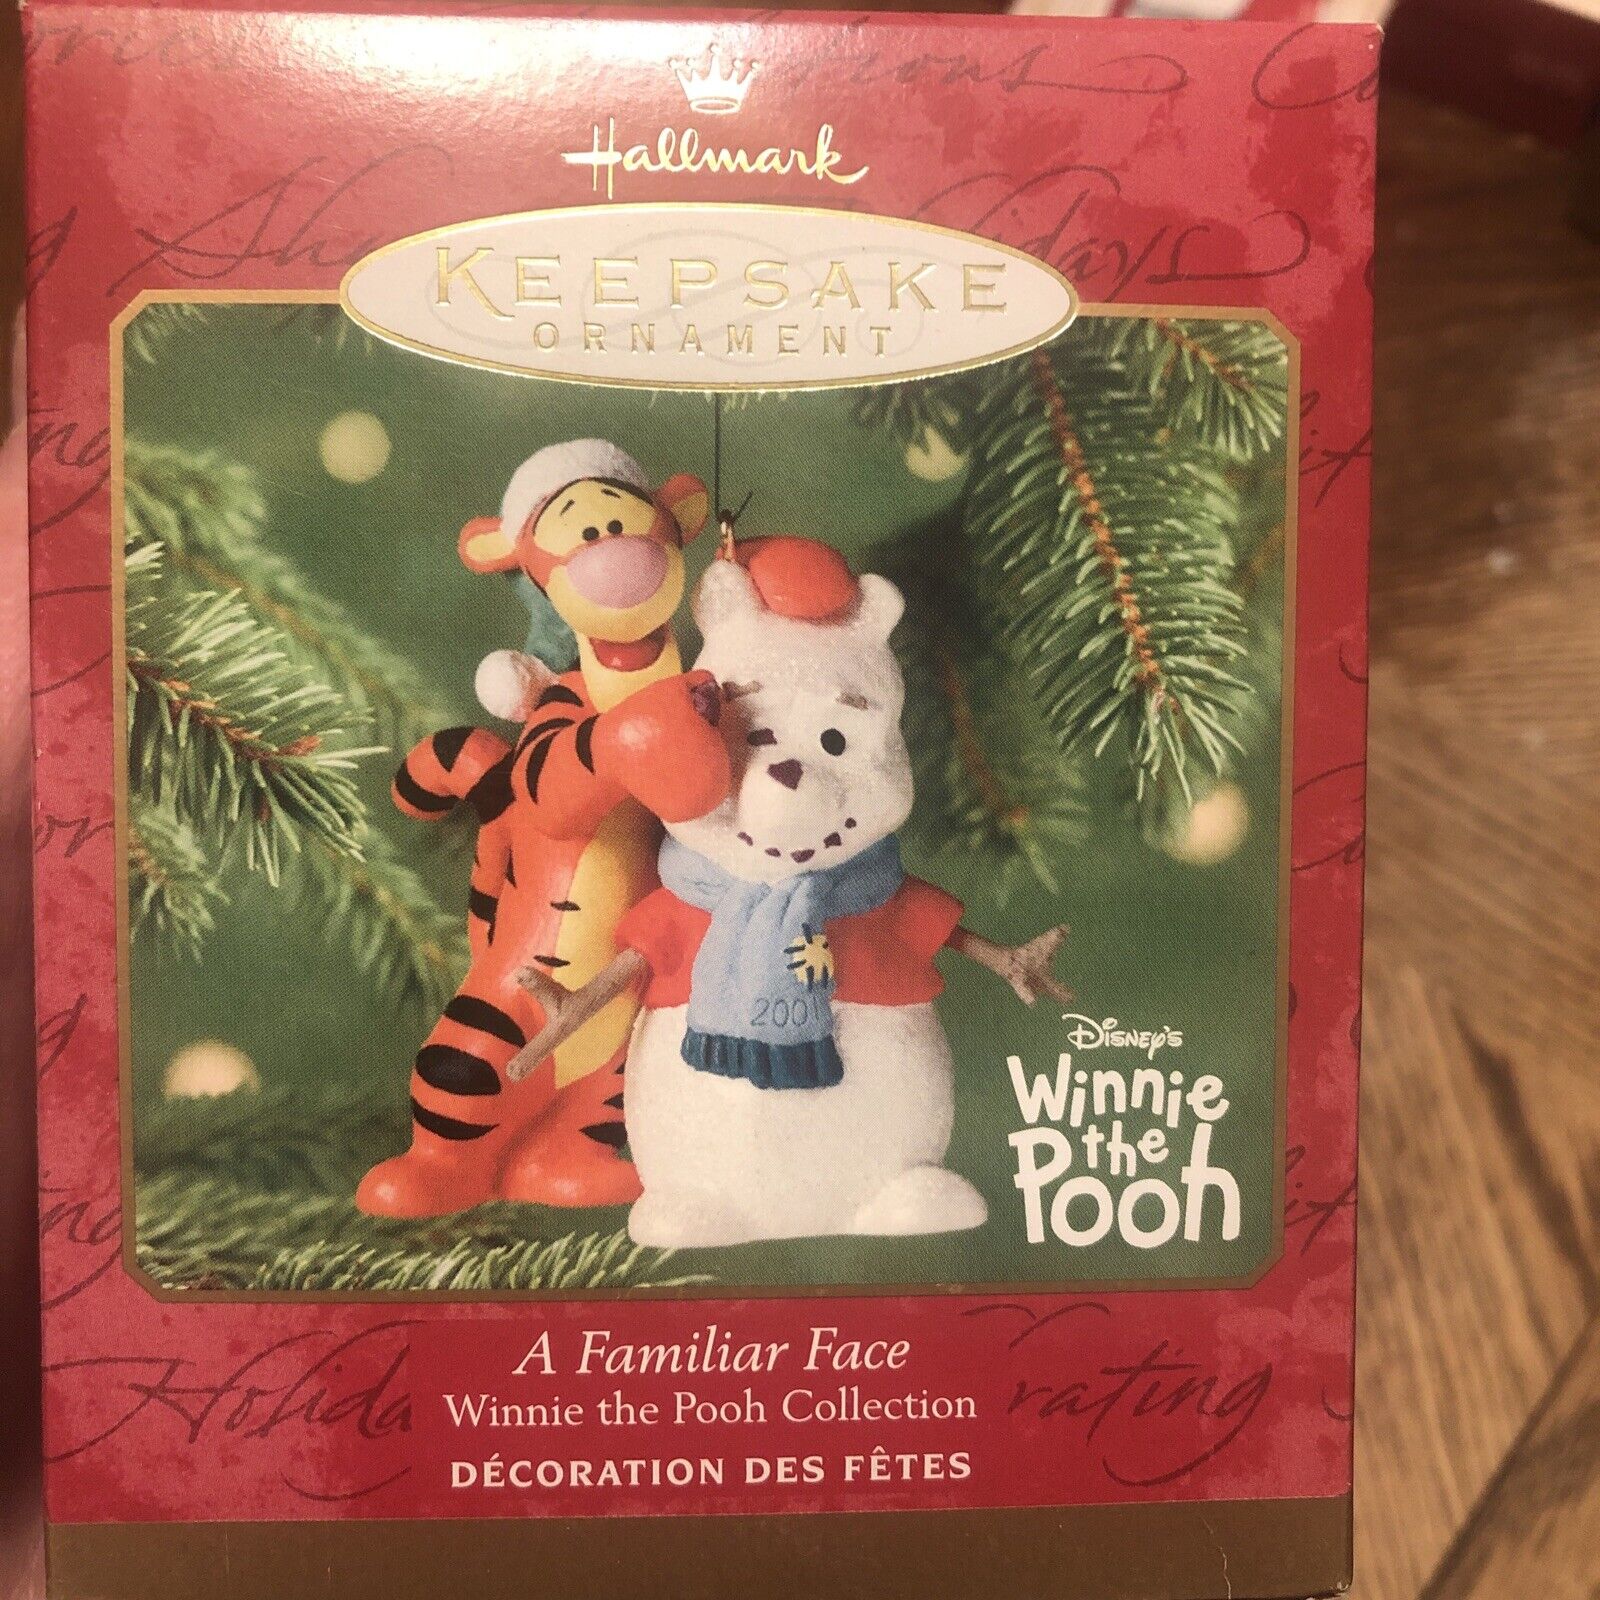 Hallmark
KEEPSAKE
ORNAMENT
2001
DISNEY'S
Winnie
the
Pooh
A Familiar Face
Winnie the Pooh Collection
DÉCORATION DES FÊTES